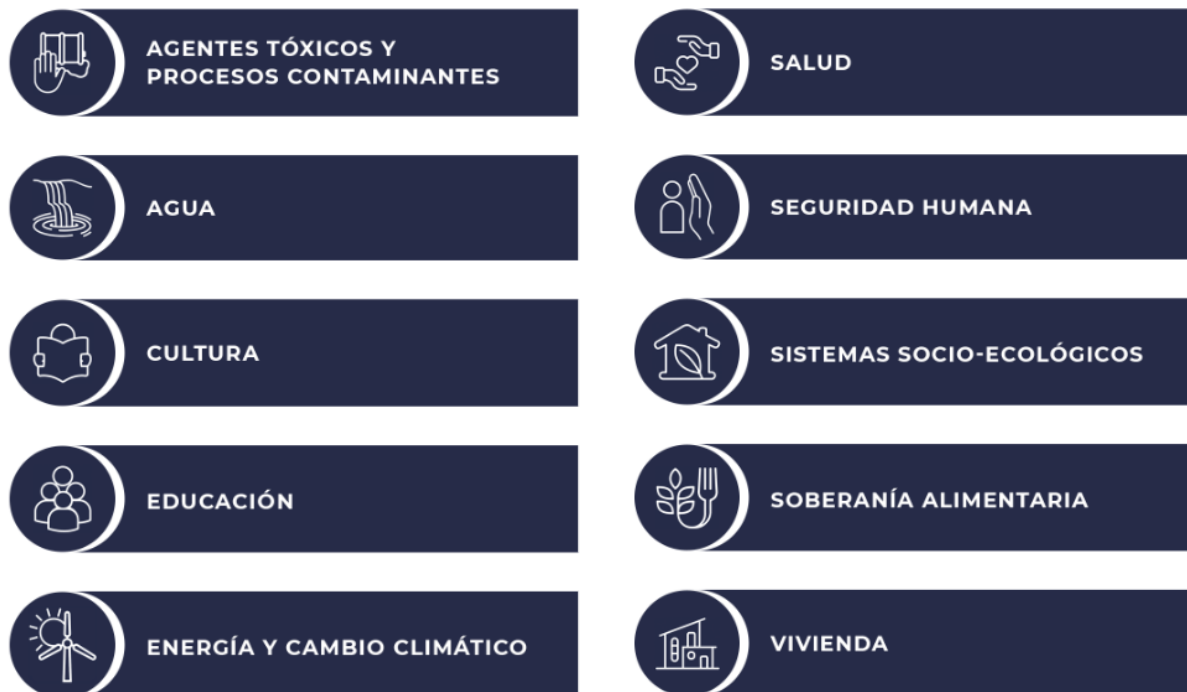 AGENTES TÓXICOS Y
PROCESOS CONTAMINANTES
AGUA
CULTURA
EDUCACIÓN
ENERGÍA Y CAMBIO CLIMÁTICO
SALUD
SEGURIDAD HUMANA
SISTEMAS SOCIO-ECOLÓGICOS
SOBERANÍA ALIMENTARIA
VIVIENDA